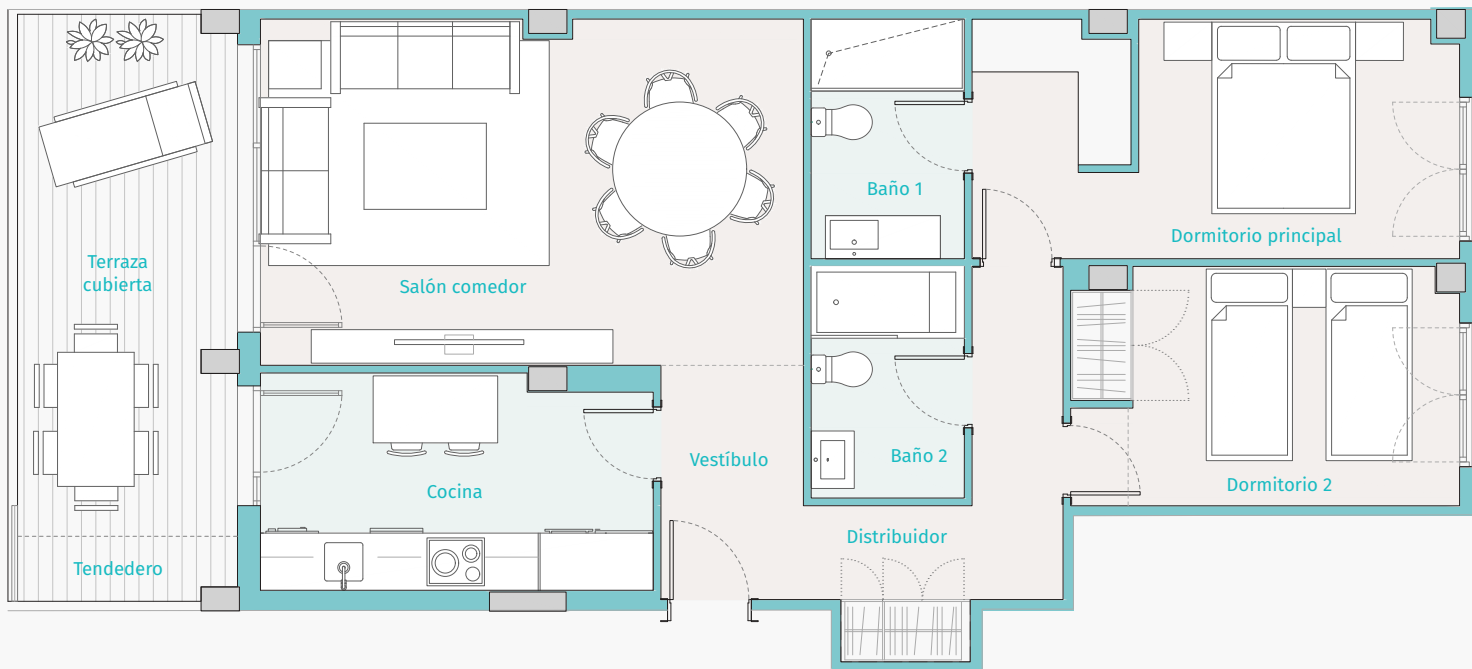 Baño 1
Dormitorio principal
Terraza
cubierta
Salón comedor
Vestíbulo
Baño 2
Cocina
Dormitorio 2
Distribuidor
Tendedero